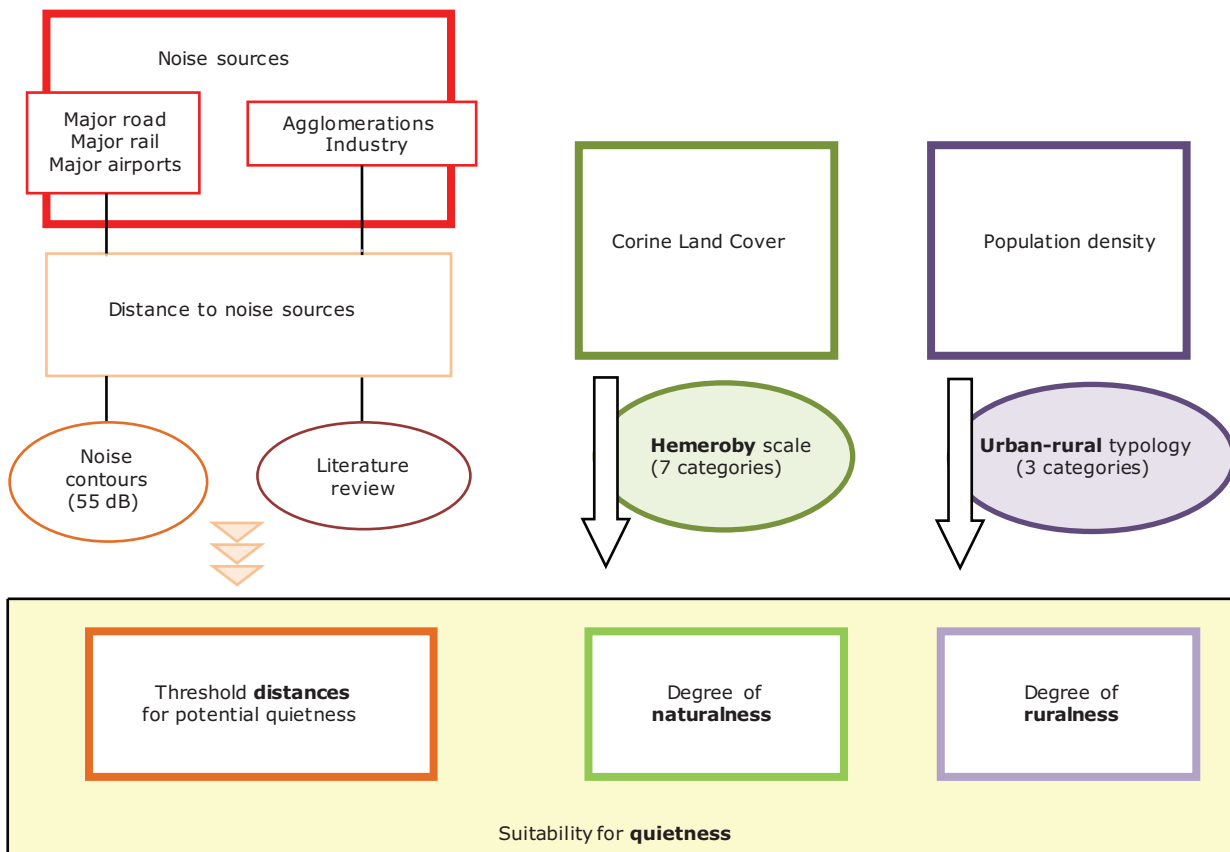 Noise sources
Major road
Major rail
Major airports
Agglomerations
Industry
Distance to noise sources
Noise
contours
(55 dB)
Literature
review
Corine Land Cover
Hemeroby scale
(7 categories)
Population density
Urban-rural typology
(3 categories)
Threshold distances
for potential quietness
Degree of
naturalness
Degree of
ruralness
Suitability for quietness